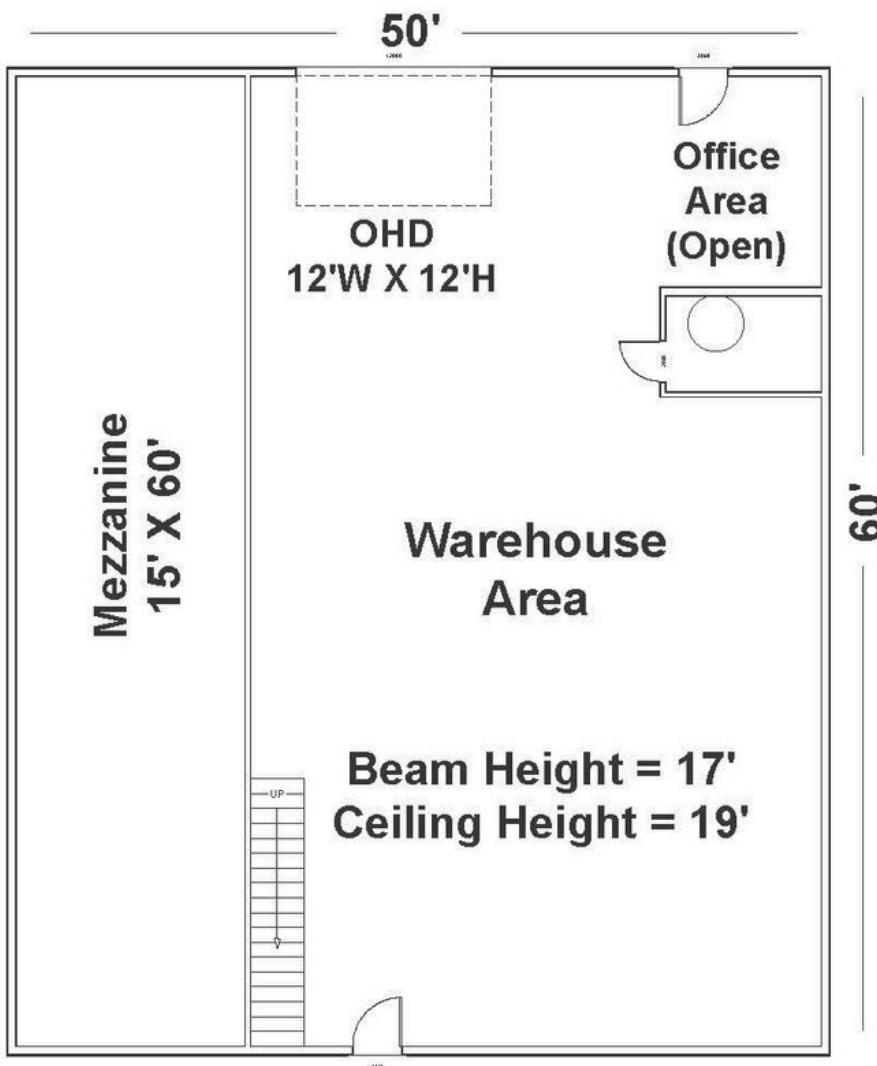 50'
Office
Area
(Open)
OHD
12'W X 12'H
Mezzanine
15' X 60'
60'
Warehouse
Area
Beam Height = 17'
Ceiling Height = 19'
UP